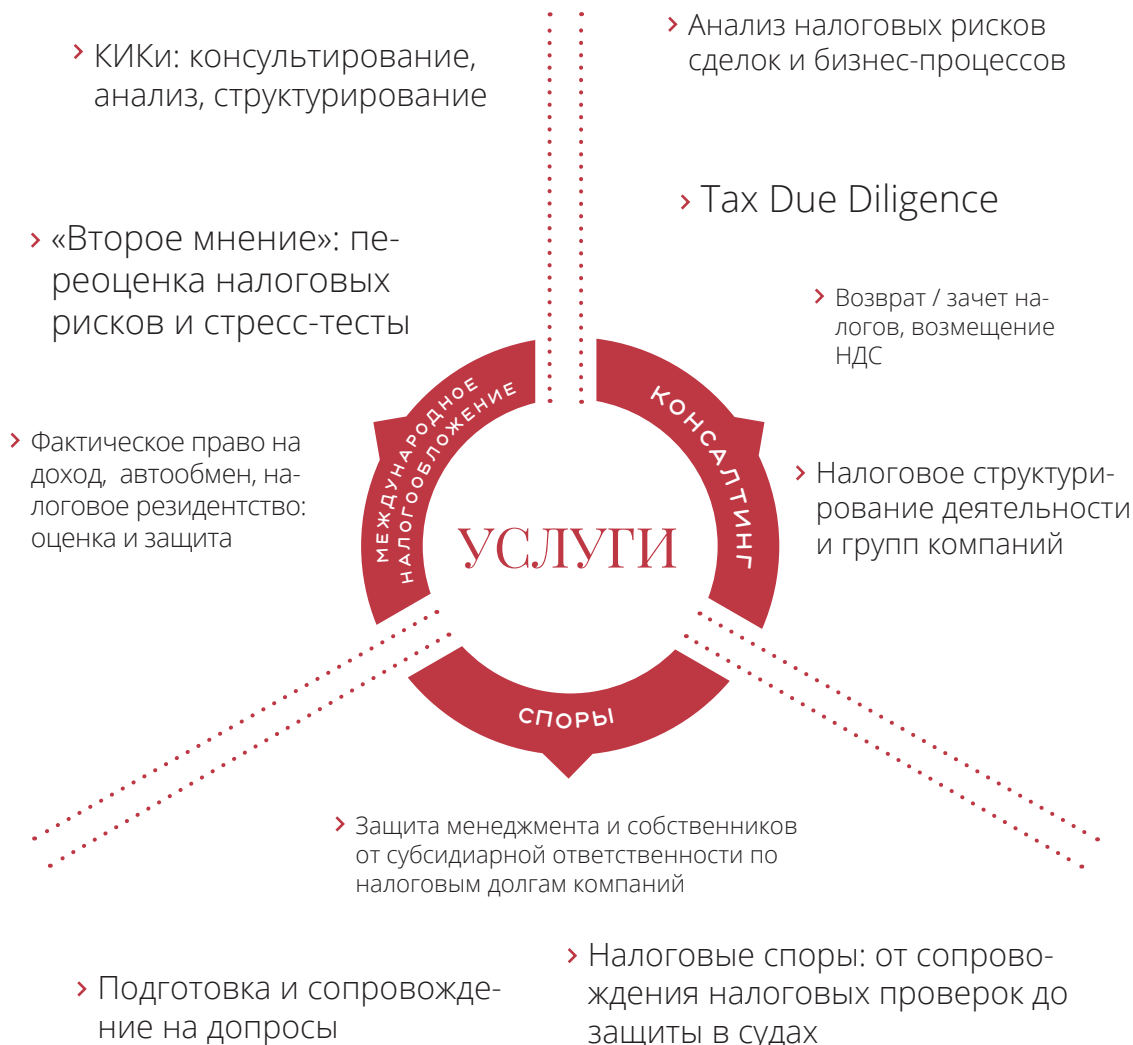 КИКи: консультирование,
анализ, структурирование
«Второе мнение»: пе-
реоценка налоговых
рисков и стресс-тесты
Фактическое право на
доход, автообмен, на-
логовое резидентство:
оценка и защита
Анализ налоговых рисков
сделок и бизнес-процессов
Tax Due Diligence
Возврат / зачет на-
логов, возмещение
НДС
Налоговое структури-
рование деятельности
и групп компаний
МЕЖДУНАРОДНОЕ
НАЛОГООБЛОЖЕНИЕ
КОНСАЛТИНГ
УСЛУГИ
СПОРЫ
Защита менеджмента и собственников
от субсидиарной ответственности по
налоговым долгам компаний
Подготовка и сопровожде-
ние на допросы
Налоговые споры: от сопрово-
ждения налоговых проверок до
защиты в судах